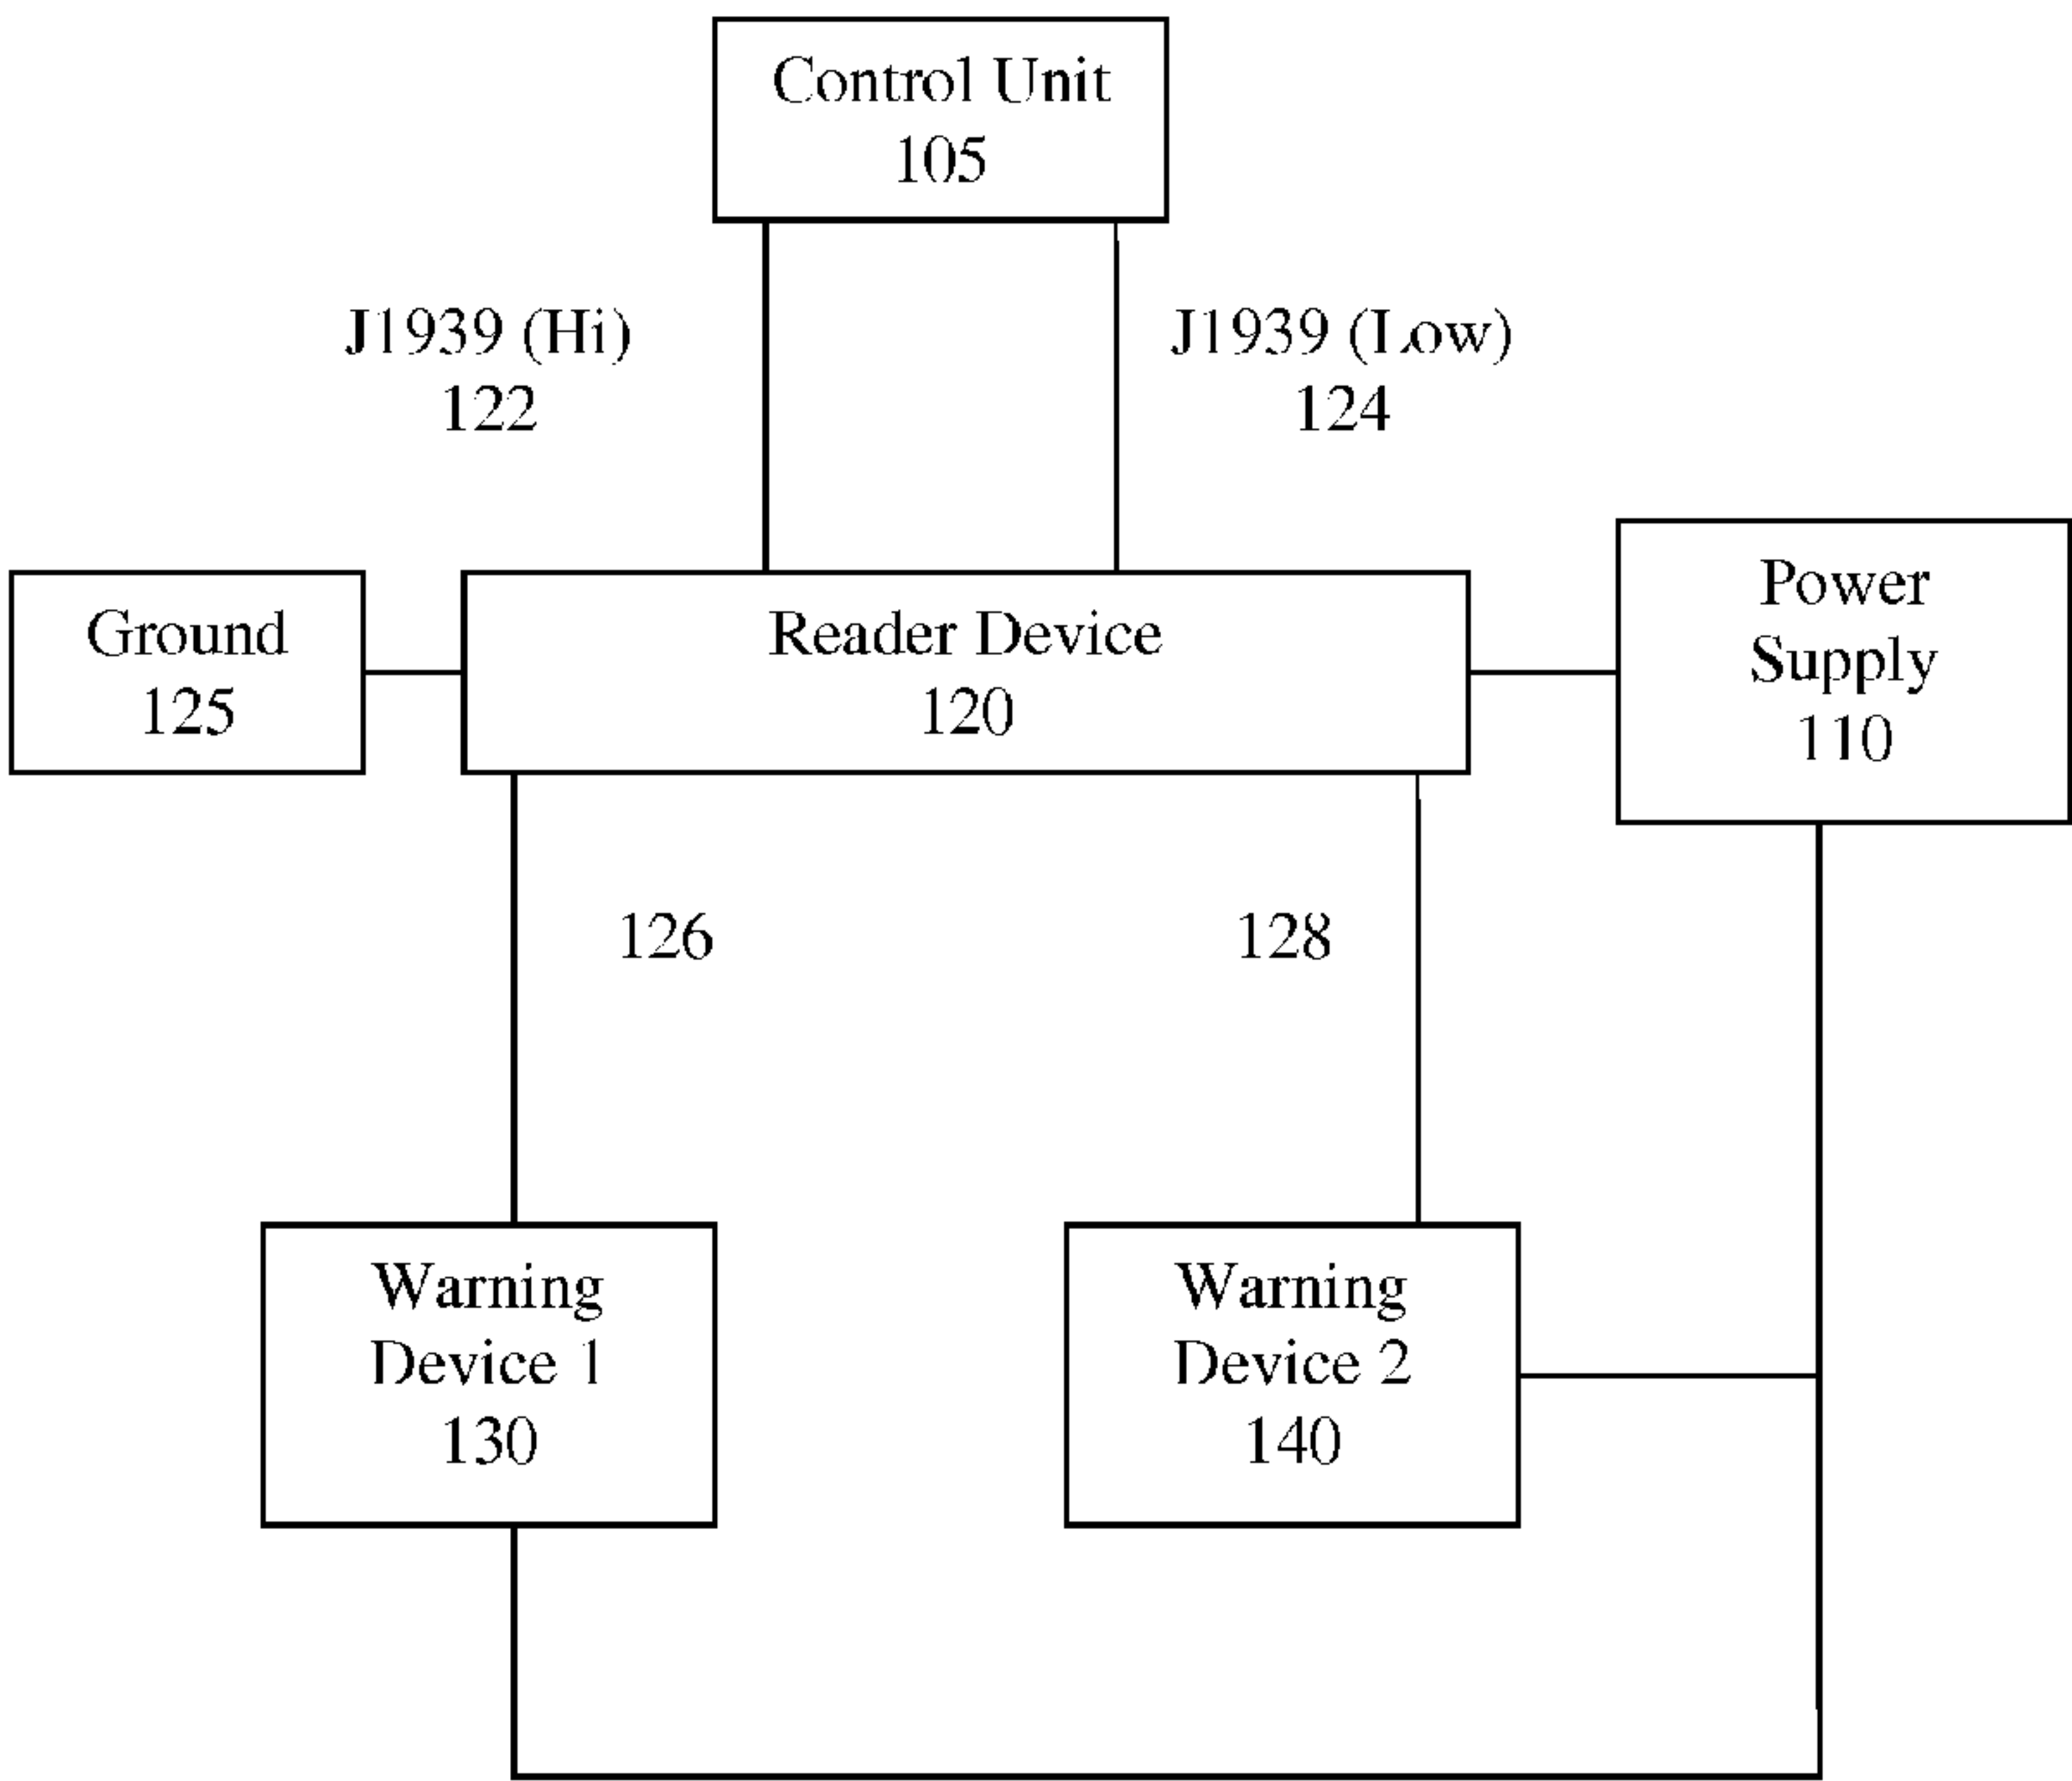 Control Unit
105
J1939 (Hi)
122
J1939 (Low)
124
Ground
125
Reader Device
120
Power
Supply
110
126
128
Warning
Device 1
130
Warning
Device 2
140